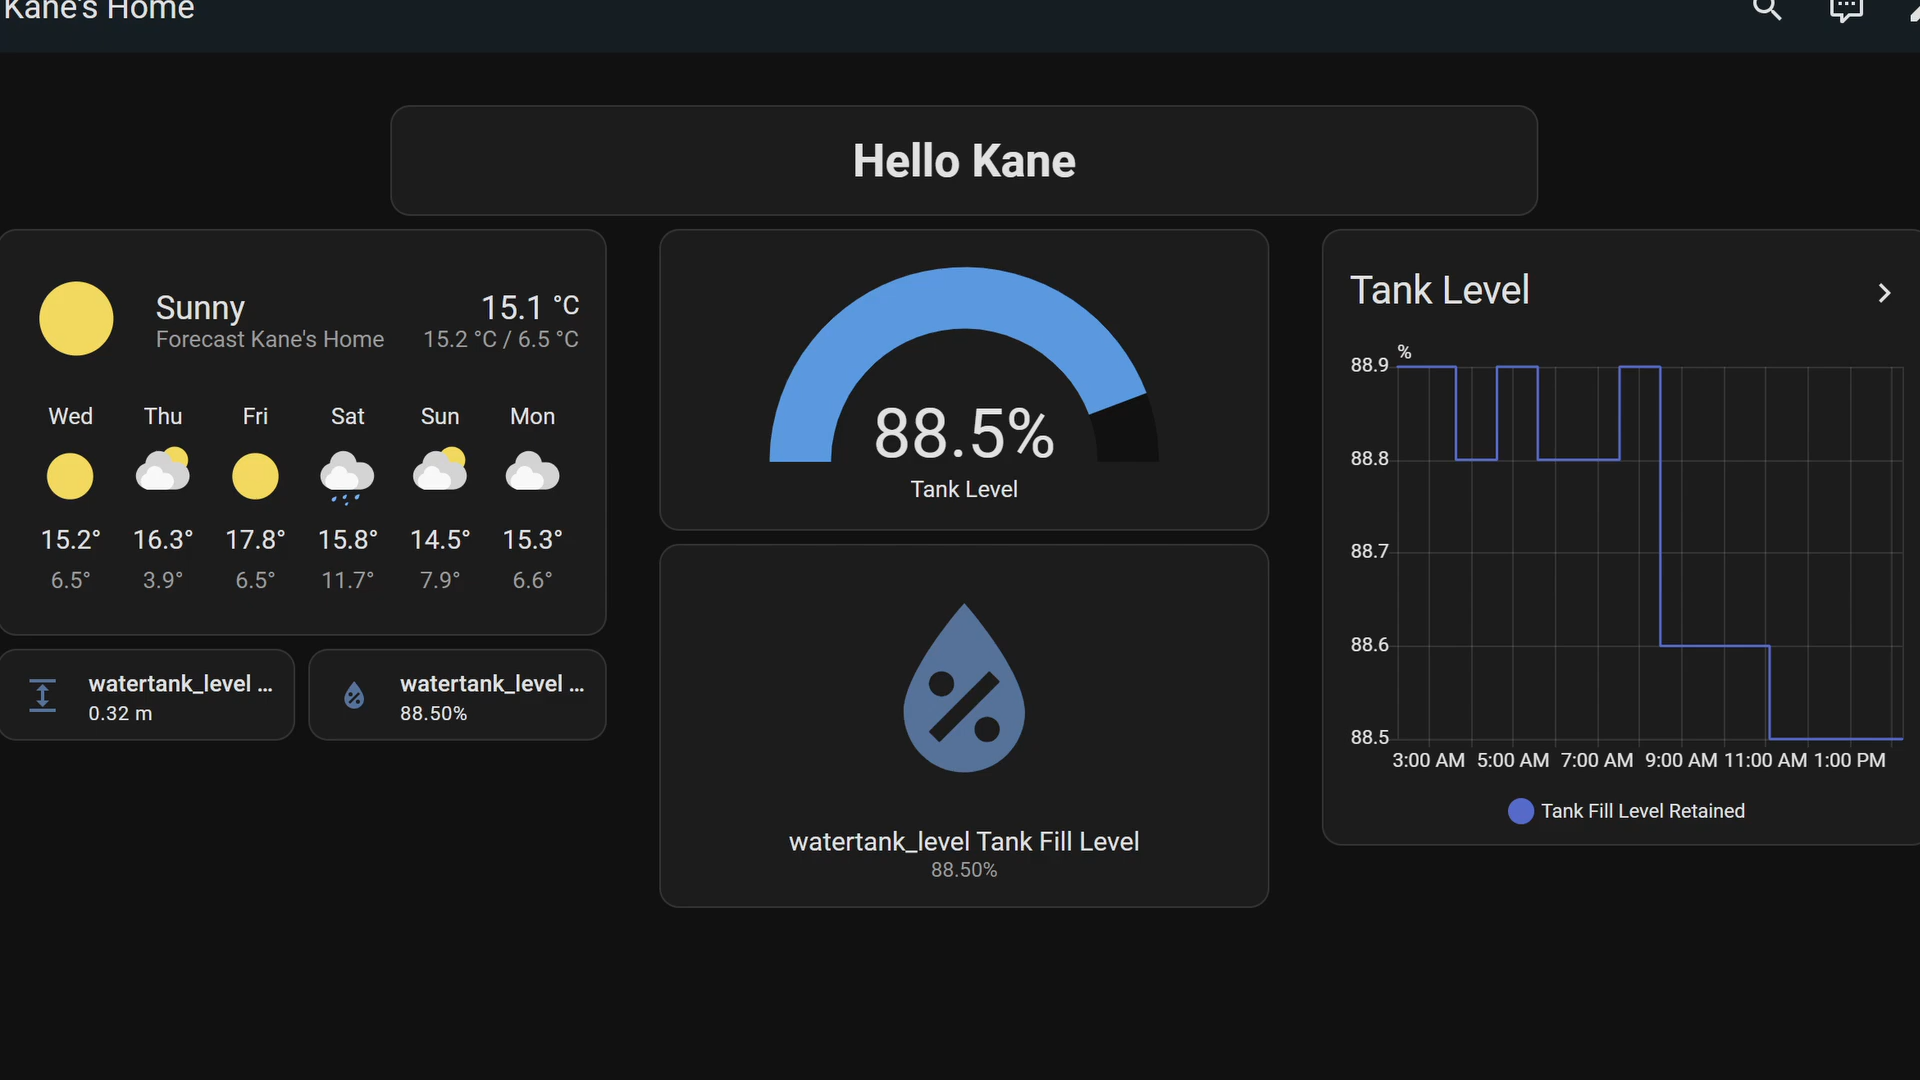 Kane's Home
Hello Kane
Sunny
15.1 °C
Forecast Kane's Home
15.2 °C / 6.5 °C
Wed Thu Fri Sat Sun Mon
15.2° 16.3° 17.8° 15.8° 14.5° 15.3°
6.5° 3.9° 6.5° 11.7° 7.9° 6.6°
watertank_level ...
0.32 m
watertank_level ...
88.50%
88.5%
Tank Level
watertank_level Tank Fill Level
88.50%
Tank Level
%
88.9
88.8
88.7
88.6
88.5
3:00 AM 5:00 AM 7:00 AM 9:00 AM 11:00 AM 1:00 PM
Tank Fill Level Retained